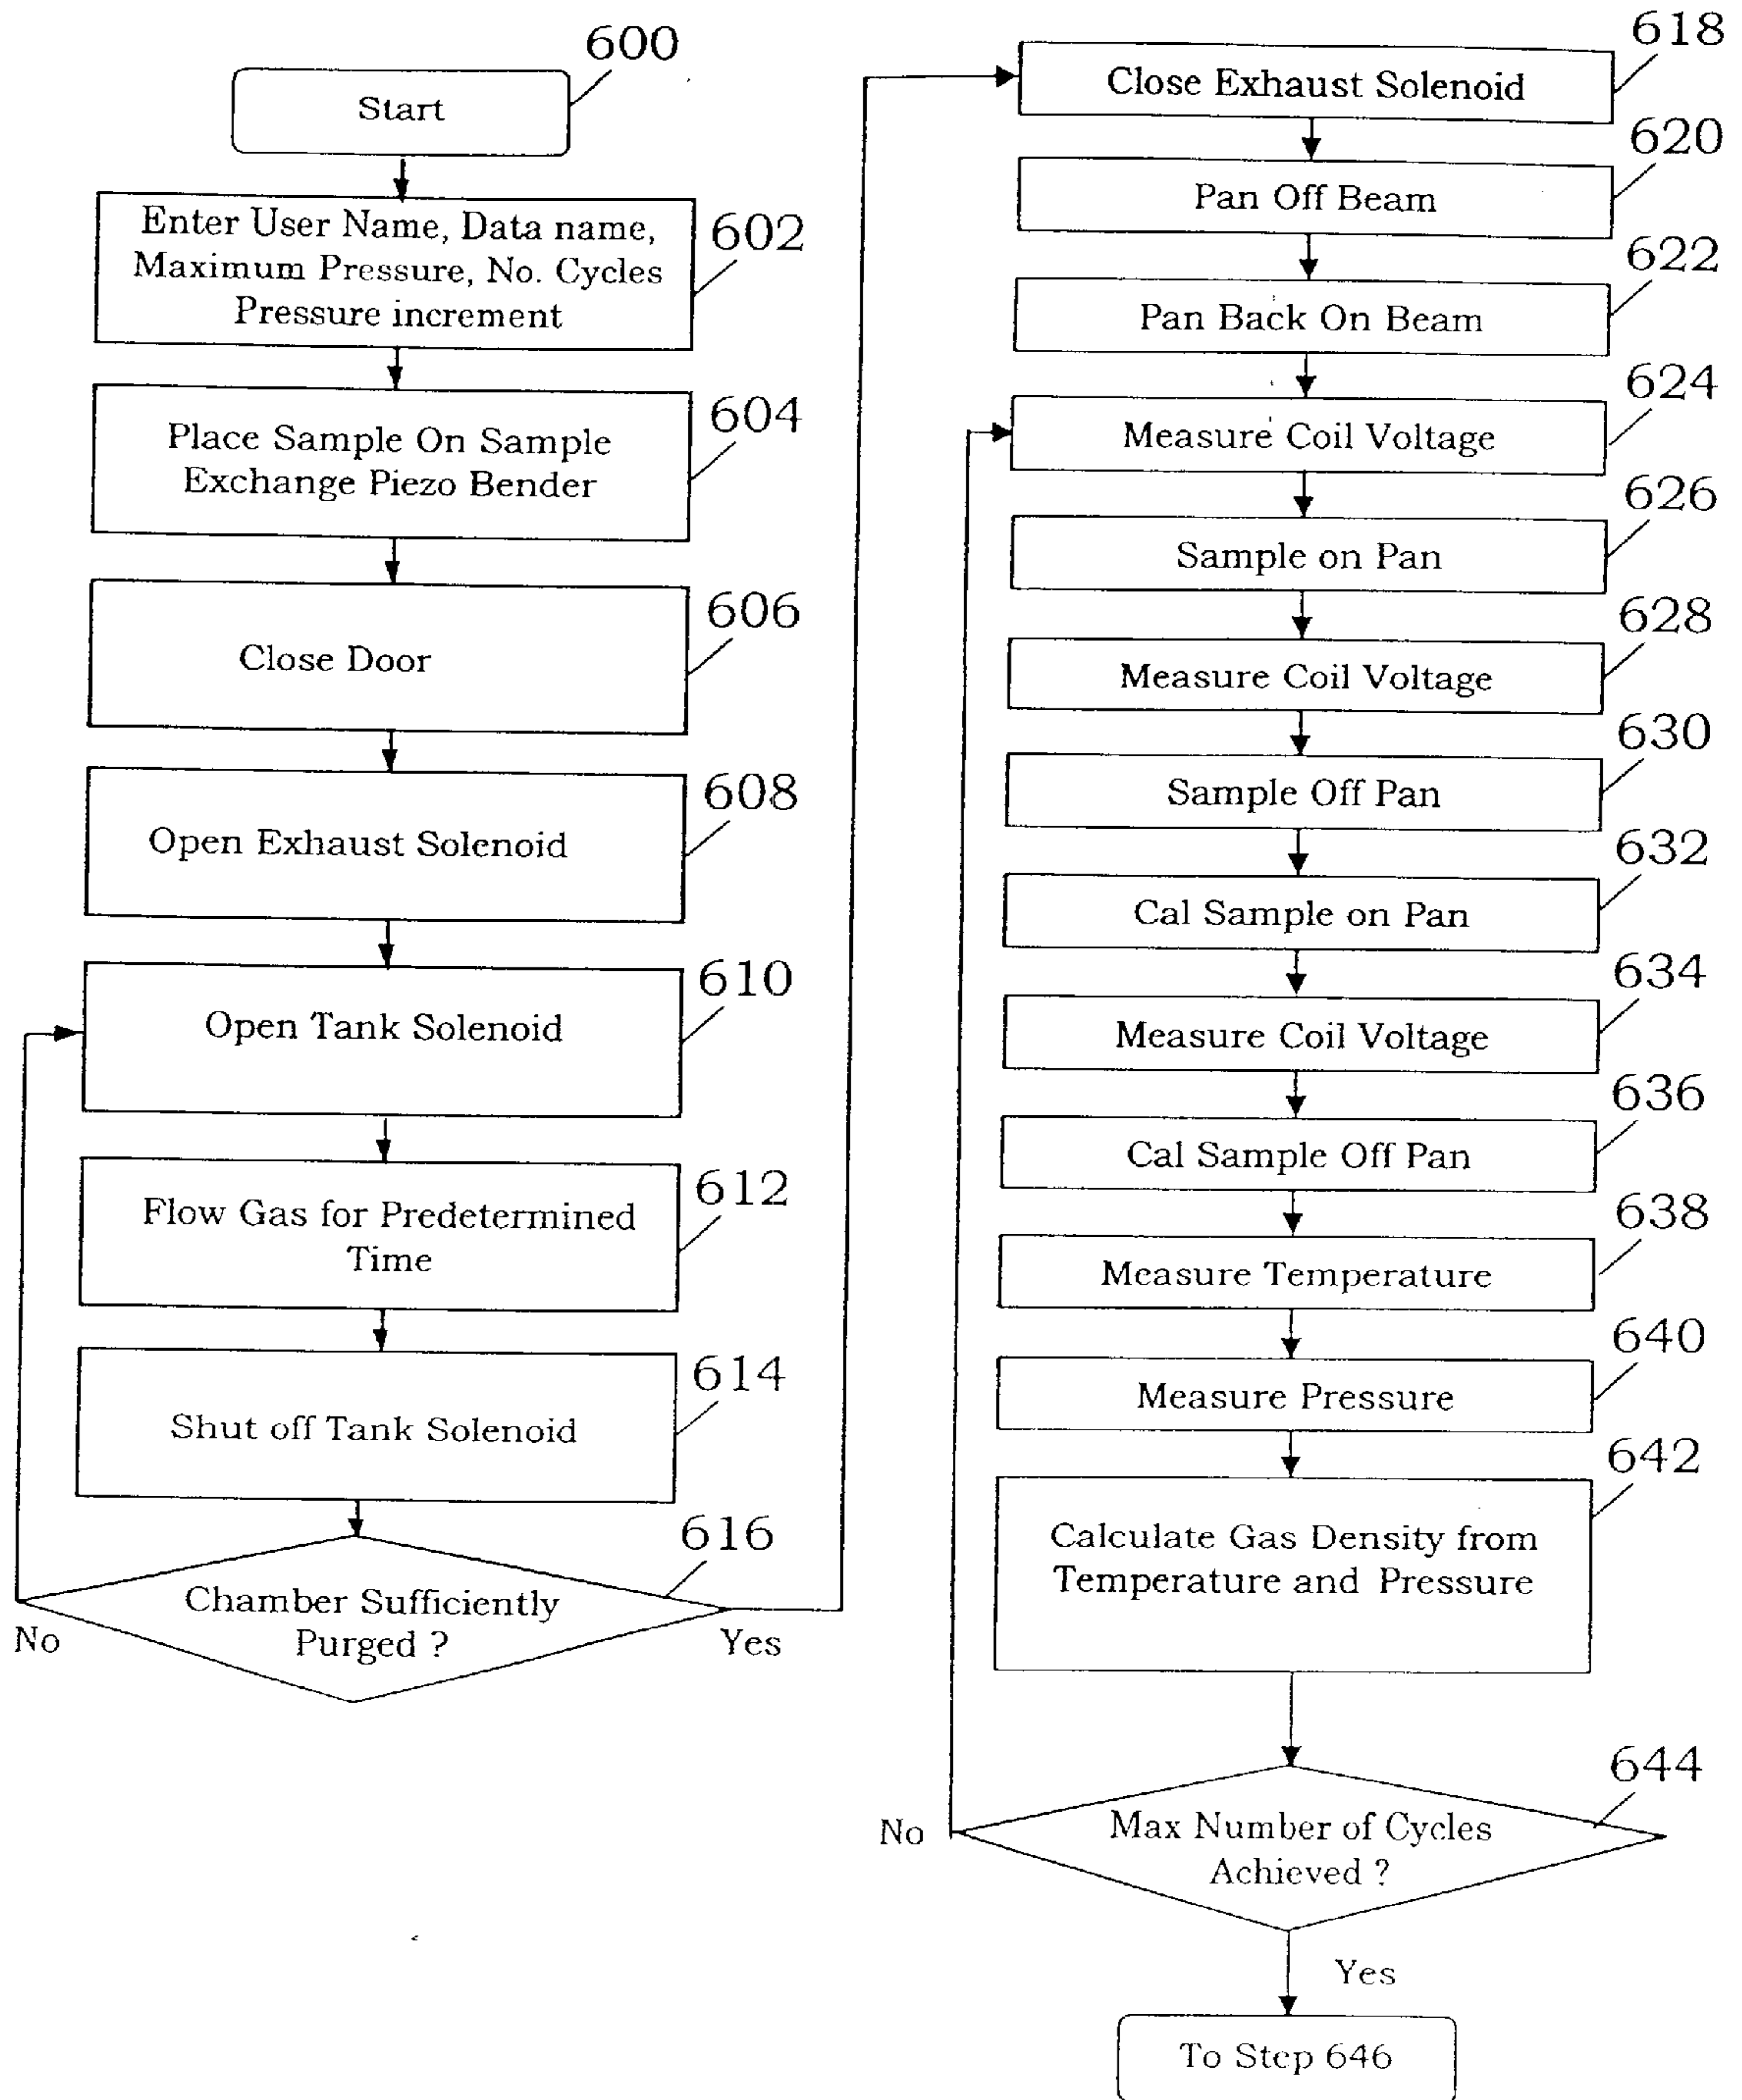 600
Start
Enter User Name, Data name,
Maximum Pressure, No. Cycles
Pressure increment
602
Place Sample On Sample
Exchange Piezo Bender
604
Close Door
606
Open Exhaust Solenoid
608
Open Tank Solenoid
610
Flow Gas for Predetermined
Time
612
Shut off Tank Solenoid
614
Chamber Sufficiently
Purged ?
616
No
Yes
Close Exhaust Solenoid
618
Pan Off Beam
620
Pan Back On Beam
622
Measure Coil Voltage
624
Sample on Pan
626
Measure Coil Voltage
628
Sample Off Pan
630
Cal Sample on Pan
632
Measure Coil Voltage
634
Cal Sample Off Pan
636
Measure Temperature
638
Measure Pressure
640
Calculate Gas Density from
Temperature and Pressure
642
Max Number of Cycles
Achieved ?
644
No
Yes
To Step 646